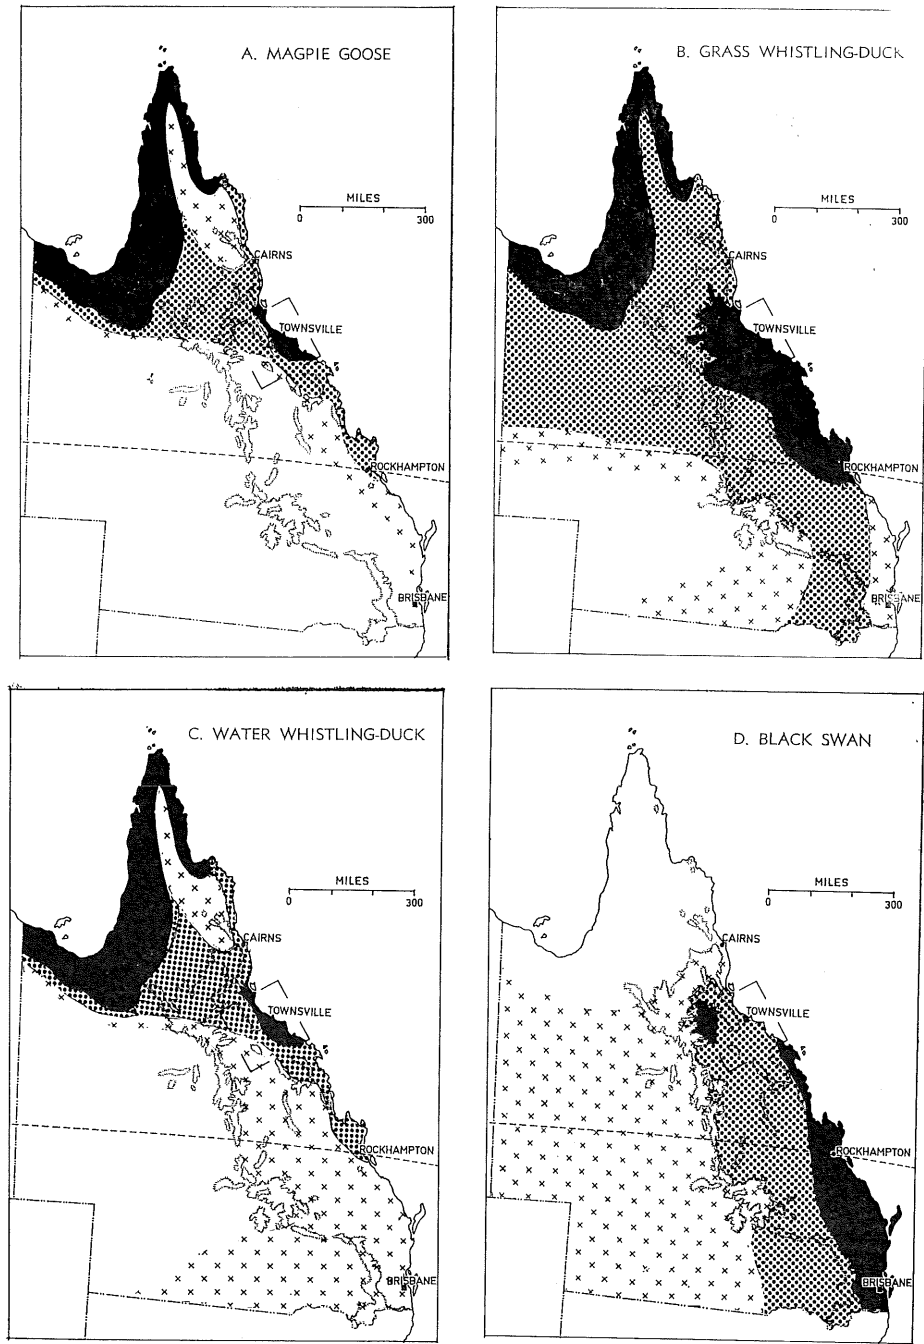 A. MAGPIE GOOSE
MILES
0 300
CAIRNS
TOWNSVILLE
ROCKHAMPTON
BRISBANE
B. GRASS WHISTLING-DUCK
MILES
0 300
CAIRNS
TOWNSVILLE
ROCKHAMPTON
BRISBANE
C. WATER WHISTLING-DUCK
MILES
0 300
CAIRNS
TOWNSVILLE
ROCKHAMPTON
BRISBANE
D. BLACK SWAN
MILES
0 300
CAIRNS
TOWNSVILLE
ROCKHAMPTON
BRISBANE